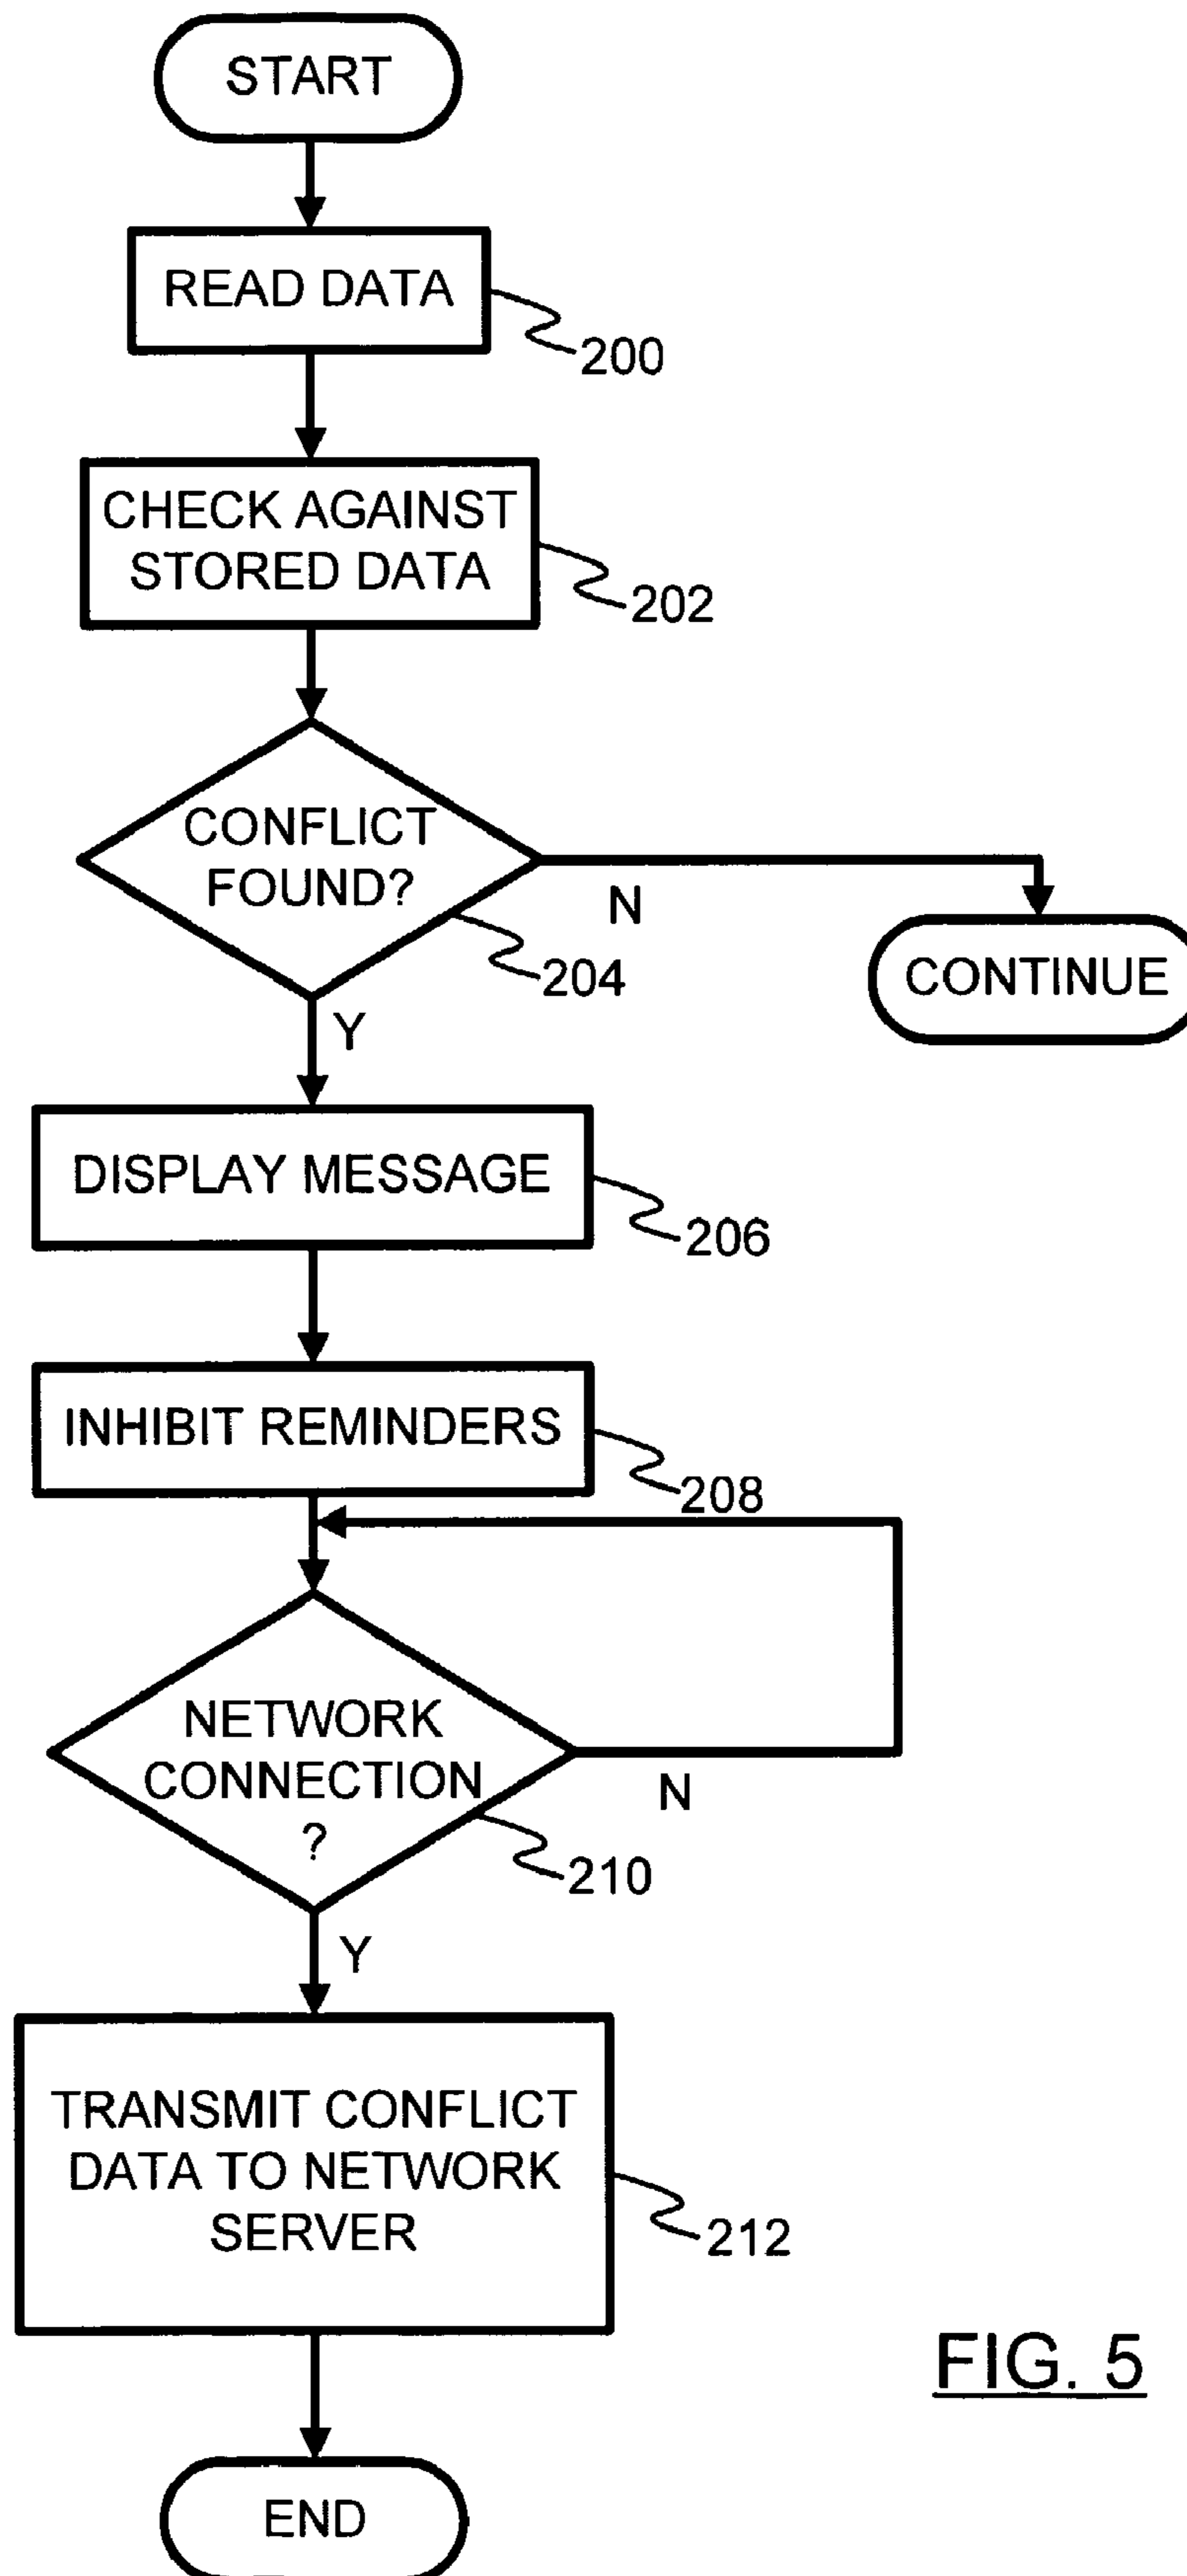 START
READ DATA
200
CHECK AGAINST
STORED DATA
202
CONFLICT
FOUND?
N
204
CONTINUE
Y
DISPLAY MESSAGE
206
INHIBIT REMINDERS
208
NETWORK
CONNECTION
?
N
210
Y
TRANSMIT CONFLICT
DATA TO NETWORK
SERVER
212
FIG. 5
END